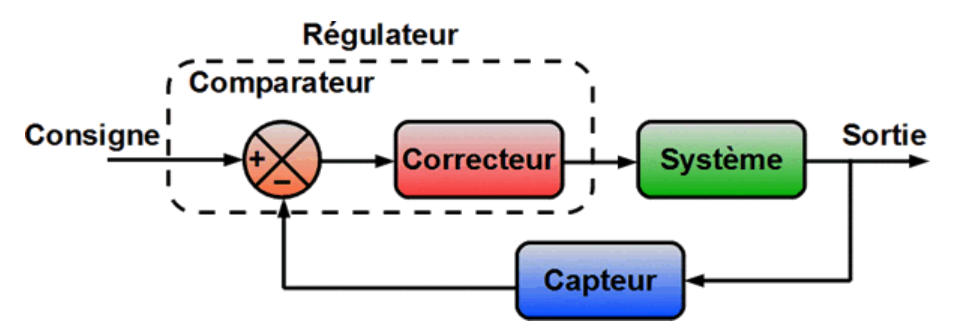 Régulateur
Comparateur
Consigne
+
−
Correcteur
Système
Sortie
Capteur